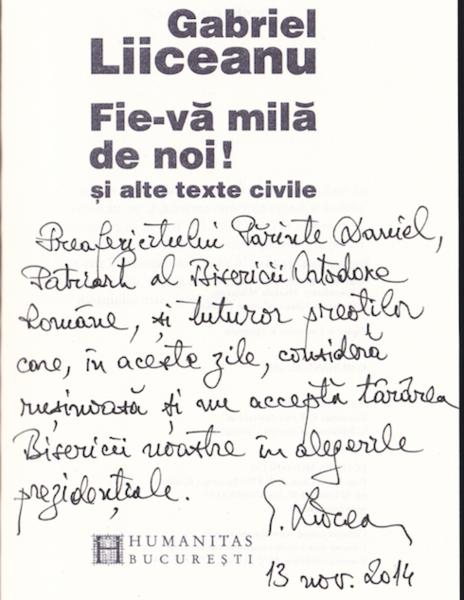 Gabriel
Liiceanu
Fie-vă milă
de noi!
și alte texte civile
Preafericitului Părinte Daniel,
Patriarh al Bisericii Ortodoxe
Române, și tuturor preoților
care, în aceste zile, consideră
rușinoasă și nu acceptă târârea
Bisericii noastre în alegerile
prezidențiale.
G. Liiceanu
HUMANITAS
BUCUREȘTI
13 nov. 2014